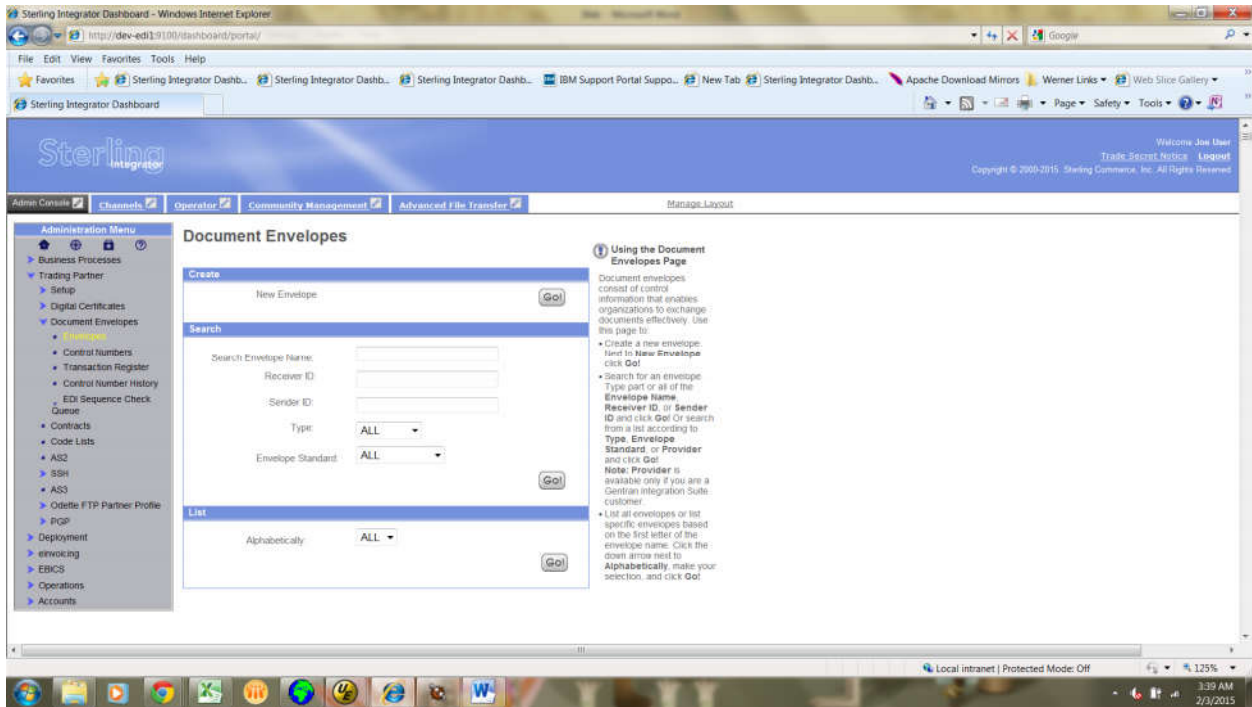 Sterling Integrator Dashboard - Windows Internet Explorer
http://dev-edi1:9100/dashboard/portal/
Google
File Edit View Favorites Tools Help
Favorites Sterling Integrator Dashb... Sterling Integrator Dashb... Sterling Integrator Dashb... IBM Support Portal Suppo... New Tab Sterling Integrator Dashb... Apache Download Mirrors Werner Links Web Slice Gallery
Sterling Integrator Dashboard
Page Safety Tools
Sterling
Integrator
Welcome Joe User
Trade Secret Notice Logout
Copyright © 2000-2015. Sterling Commerce, Inc. All Rights Reserved
Admin Console Channels Operator Community Management Advanced File Transfer Manage Layout
Administration Menu
Business Processes
Trading Partner
Setup
Digital Certificates
Document Envelopes
Envelopes
Control Numbers
Transaction Register
Control Number History
EDI Sequence Check
Queue
Contracts
Code Lists
AS2
SSH
AS3
Odette FTP Partner Profile
PGP
Deployment
eInvoicing
EBICS
Operations
Accounts
Document Envelopes
Create
New Envelope
Go!
Search
Search Envelope Name:
Receiver ID:
Sender ID:
Type: ALL
Envelope Standard: ALL
Go!
List
Alphabetically ALL
Go!
Using the Document
Envelopes Page
Document envelopes
consist of control
information that enables
organizations to exchange
documents effectively. Use
this page to:
• Create a new envelope.
Next to New Envelope
click Go!
• Search for an envelope.
Type part or all of the
Envelope Name,
Receiver ID, or Sender
ID and click Go! Or search
from a list according to
Type, Envelope
Standard, or Provider
and click Go!
Note: Provider is
available only if you are a
Gentran Integration Suite
customer.
• List all envelopes or list
specific envelopes based
on the first letter of the
envelope name. Click the
down arrow next to
Alphabetically, make your
selection, and click Go!
Local intranet | Protected Mode: Off
125%
3:39 AM
2/3/2015